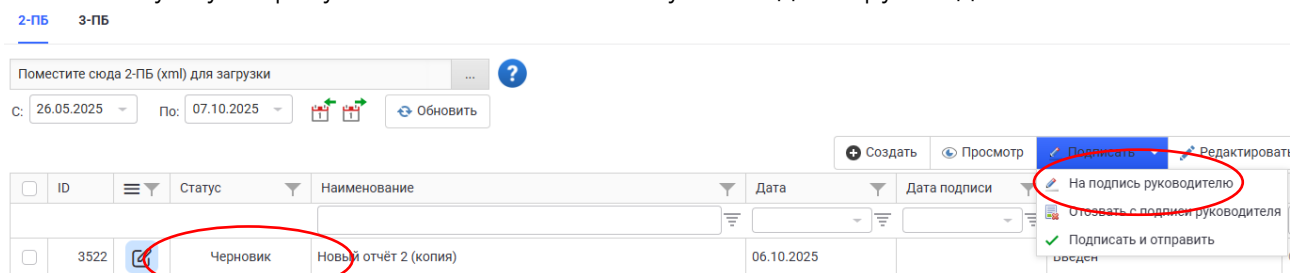 2-ПБ 3-ПБ
Поместите сюда 2-ПБ (xml) для загрузки ... ?
С: 26.05.2025 По: 07.10.2025 Обновить
Создать Просмотр Подписать Редактировать
ID Статус Наименование Дата Дата подписи
На подпись руководителю
Отозвать с подписи руководителя
Подписать и отправить
3522 Черновик Новый отчёт 2 (копия) 06.10.2025 Введен